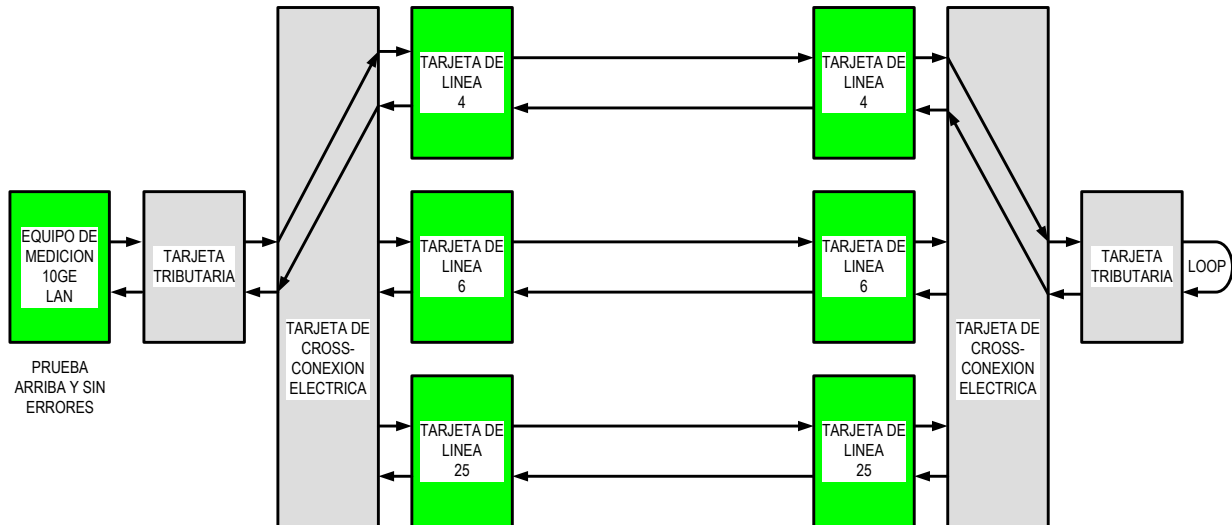 TARJETA DE
LINEA
4
TARJETA DE
LINEA
4
EQUIPO DE
MEDICION
10GE
LAN
TARJETA
TRIBUTARIA
TARJETA DE
LINEA
6
TARJETA DE
LINEA
6
TARJETA
TRIBUTARIA
LOOP
TARJETA DE
CROSS-
CONEXION
ELECTRICA
TARJETA DE
CROSS-
CONEXION
ELECTRICA
PRUEBA
ARRIBA Y SIN
ERRORES
TARJETA DE
LINEA
25
TARJETA DE
LINEA
25